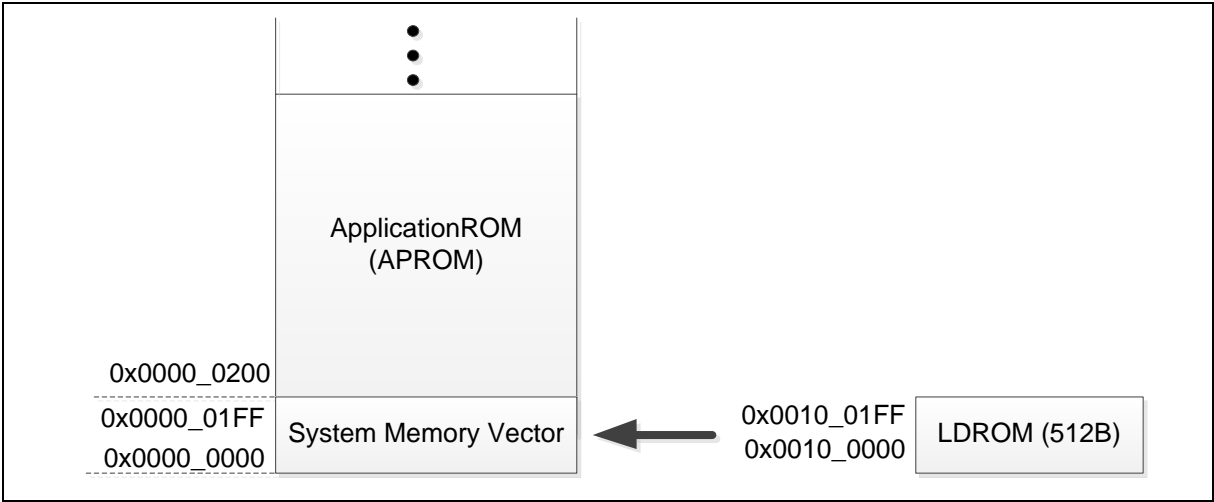 ApplicationROM
(APROM)
0x0000_0200
0x0000_01FF
System Memory Vector
0x0000_0000
0x0010_01FF
0x0010_0000
LDROM (512B)